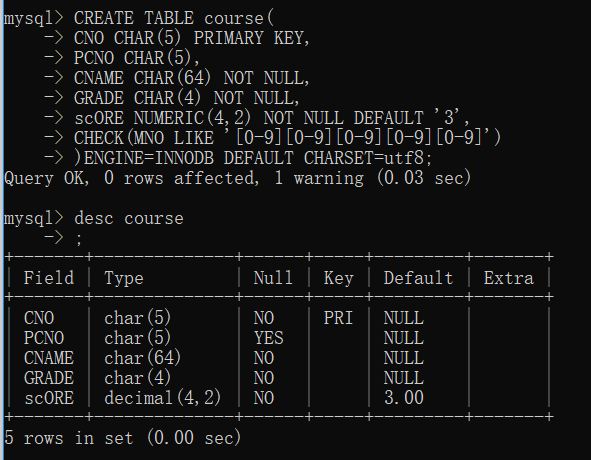 mysql> CREATE TABLE course(
    -> CNO CHAR(5) PRIMARY KEY,
    -> PCNO CHAR(5),
    -> CNAME CHAR(64) NOT NULL,
    -> GRADE CHAR(4) NOT NULL,
    -> scORE NUMERIC(4,2) NOT NULL DEFAULT '3',
    -> CHECK(MNO LIKE '[0-9][0-9][0-9][0-9][0-9]')
    -> )ENGINE=INNODB DEFAULT CHARSET=utf8;
Query OK, 0 rows affected, 1 warning (0.03 sec)

mysql> desc course
    -> ;
+-------+--------------+------+-----+---------+-------+
| Field | Type         | Null | Key | Default | Extra |
+-------+--------------+------+-----+---------+-------+
| CNO   | char(5)      | NO   | PRI | NULL    |       |
| PCNO  | char(5)      | YES  |     | NULL    |       |
| CNAME | char(64)     | NO   |     | NULL    |       |
| GRADE | char(4)      | NO   |     | NULL    |       |
| scORE | decimal(4,2) | NO   |     | 3.00    |       |
+-------+--------------+------+-----+---------+-------+
5 rows in set (0.00 sec)